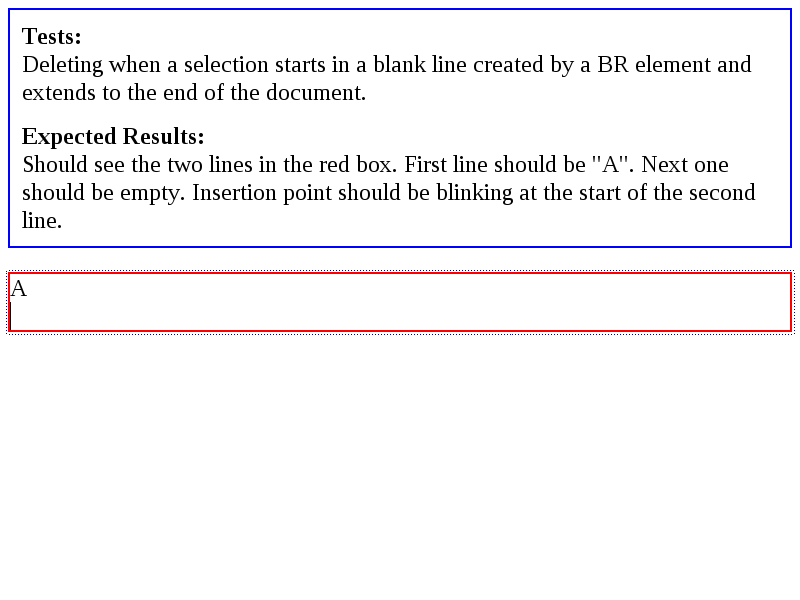 Tests:
Deleting when a selection starts in a blank line created by a BR element and
extends to the end of the document.
Expected Results:
Should see the two lines in the red box. First line should be "A". Next one
should be empty. Insertion point should be blinking at the start of the second
line.
A